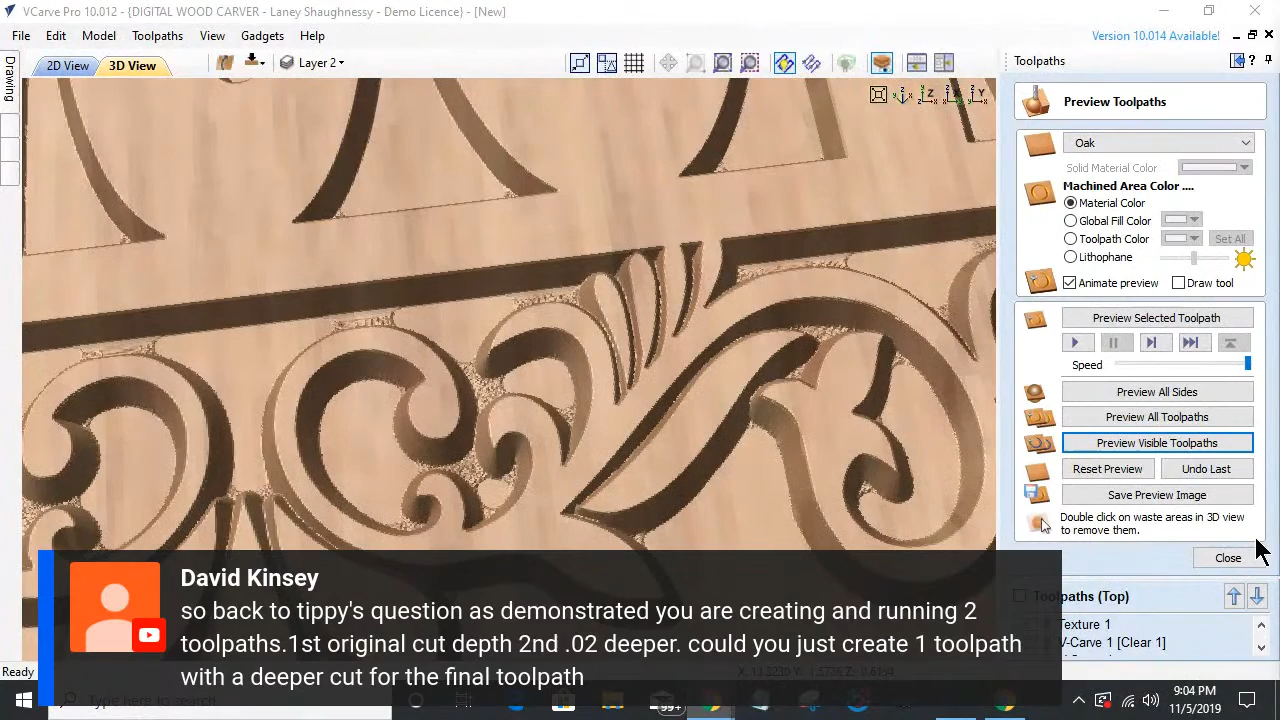 VCarve Pro 10.012 - {DIGITAL WOOD CARVER - Laney Shaughnessy - Demo Licence} - [New]
File Edit Model Toolpaths View Gadgets Help
Version 10.014 Available!
Drawing
2D View 3D View
Layer 2
Toolpaths
Preview Toolpaths
Oak
Solid Material Color
Machined Area Color ....
Material Color
Global Fill Color
Toolpath Color Set All
Lithophane
Animate preview Draw tool
Preview Selected Toolpath
Speed
Preview All Sides
Preview All Toolpaths
Preview Visible Toolpaths
Reset Preview Undo Last
Save Preview Image
Double click on waste areas in 3D view
to remove them.
Close
Toolpaths (Top)
Texture 1
V-Carve 1 [Clear 1]
David Kinsey
so back to tippy's question as demonstrated you are creating and running 2
toolpaths.1st original cut depth 2nd .02 deeper. could you just create 1 toolpath
with a deeper cut for the final toolpath
Ready
Type here to search
99+
9:04 PM
11/5/2019